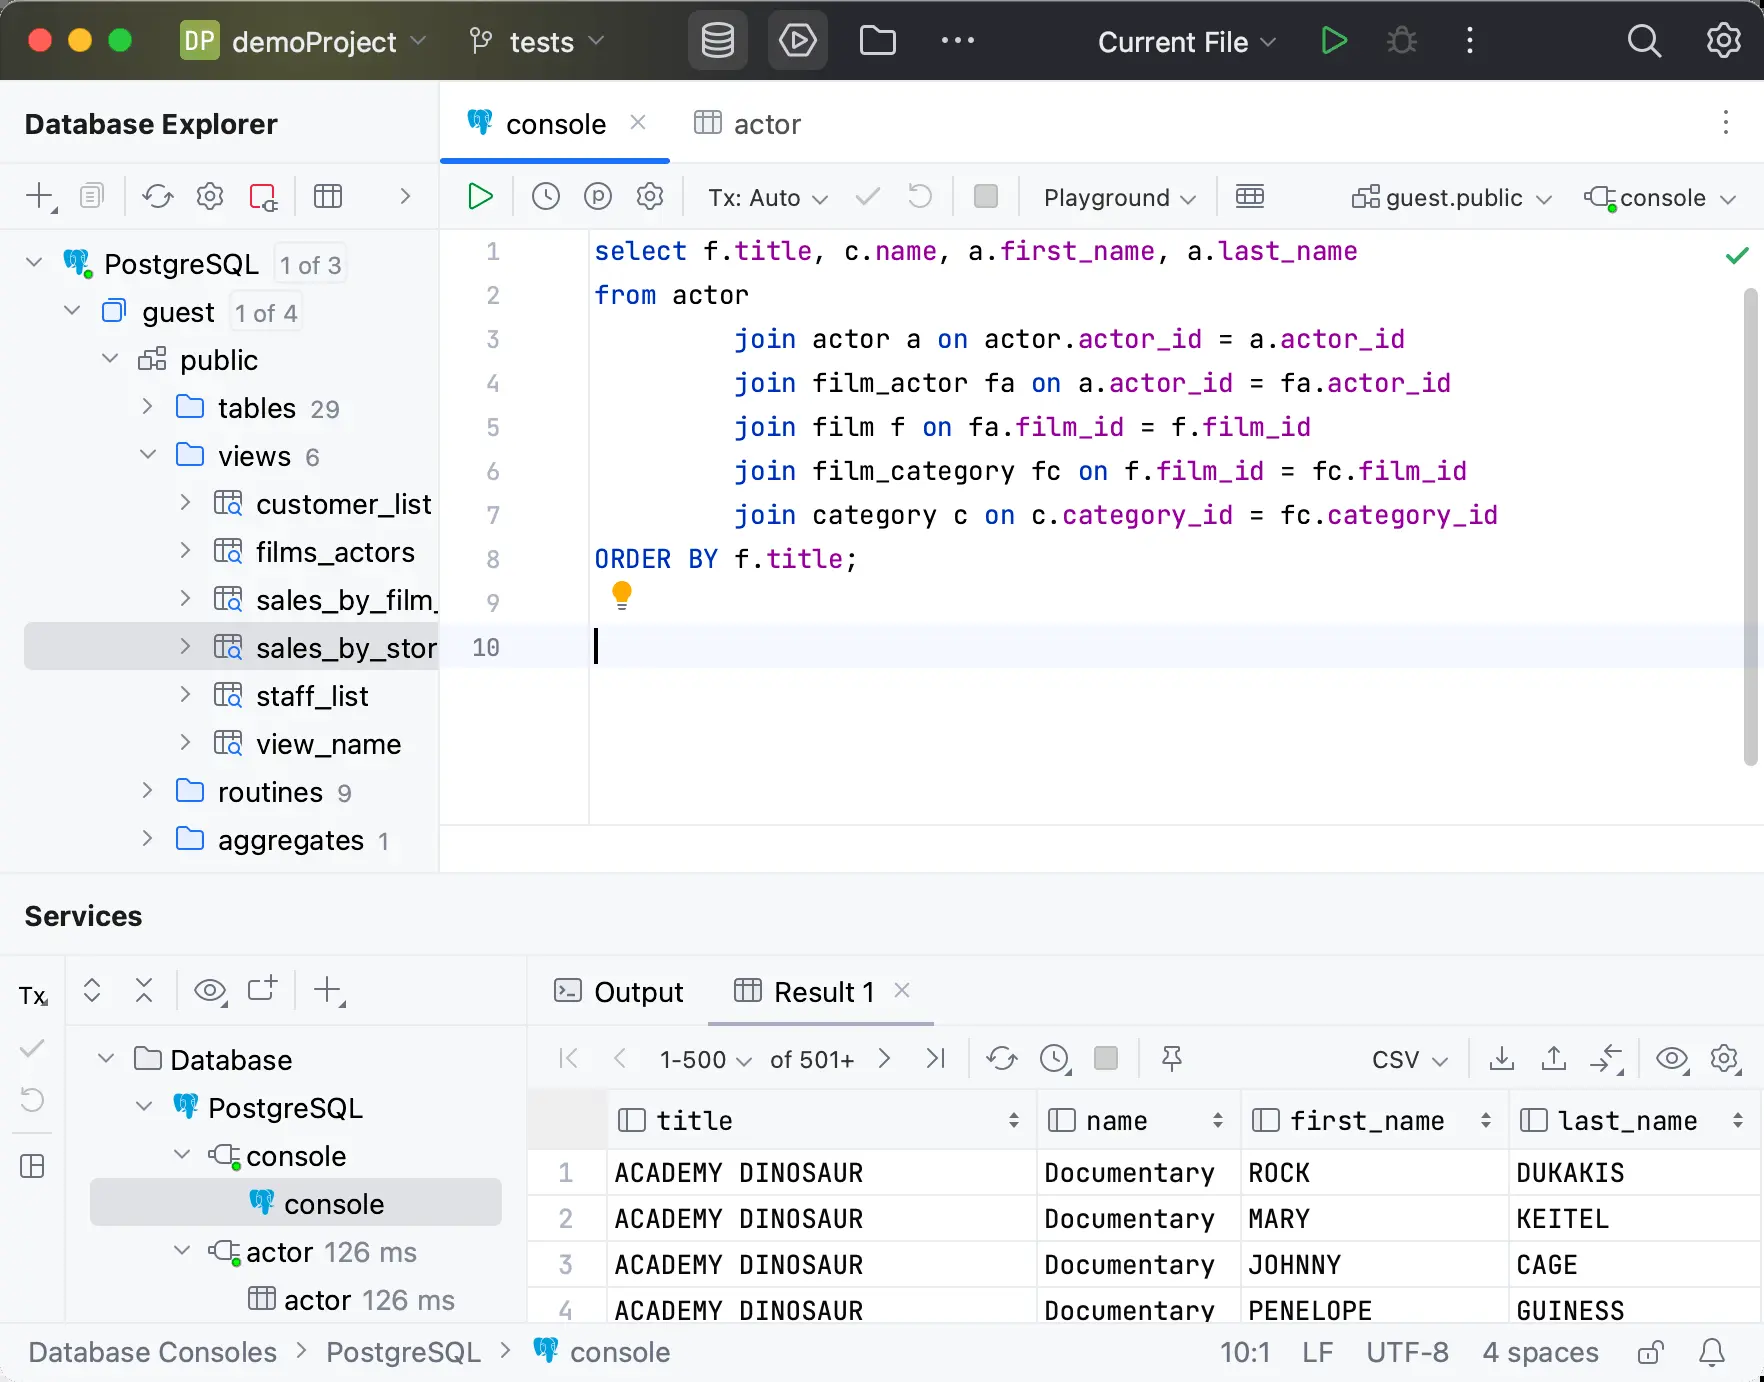 DP demoProject tests Current File
Database Explorer
console actor
Tx: Auto Playground guest.public console
PostgreSQL 1 of 3
guest 1 of 4
public
tables 29
views 6
customer_list
films_actors
sales_by_film_
sales_by_stor
staff_list
view_name
routines 9
aggregates 1
1 select f.title, c.name, a.first_name, a.last_name
2 from actor
3 join actor a on actor.actor_id = a.actor_id
4 join film_actor fa on a.actor_id = fa.actor_id
5 join film f on fa.film_id = f.film_id
6 join film_category fc on f.film_id = fc.film_id
7 join category c on c.category_id = fc.category_id
8 ORDER BY f.title;
9
10
Services
Tx
Database
PostgreSQL
console
console
actor 126 ms
actor 126 ms
Output Result 1
1-500 of 501+ CSV
title name first_name last_name
1 ACADEMY DINOSAUR Documentary ROCK DUKAKIS
2 ACADEMY DINOSAUR Documentary MARY KEITEL
3 ACADEMY DINOSAUR Documentary JOHNNY CAGE
4 ACADEMY DINOSAUR Documentary PENELOPE GUINESS
Database Consoles PostgreSQL console 10:1 LF UTF-8 4 spaces